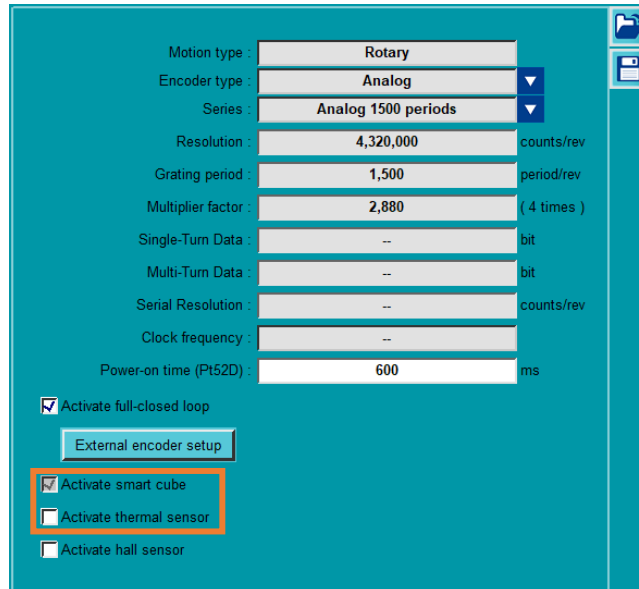 Motion type : Rotary
Encoder type : Analog
Series : Analog 1500 periods
Resolution : 4,320,000 counts/rev
Grating period : 1,500 period/rev
Multiplier factor : 2,880 ( 4 times )
Single-Turn Data : -- bit
Multi-Turn Data : -- bit
Serial Resolution : -- counts/rev
Clock frequency : --
Power-on time (Pt52D) : 600 ms
Activate full-closed loop
External encoder setup
Activate smart cube
Activate thermal sensor
Activate hall sensor